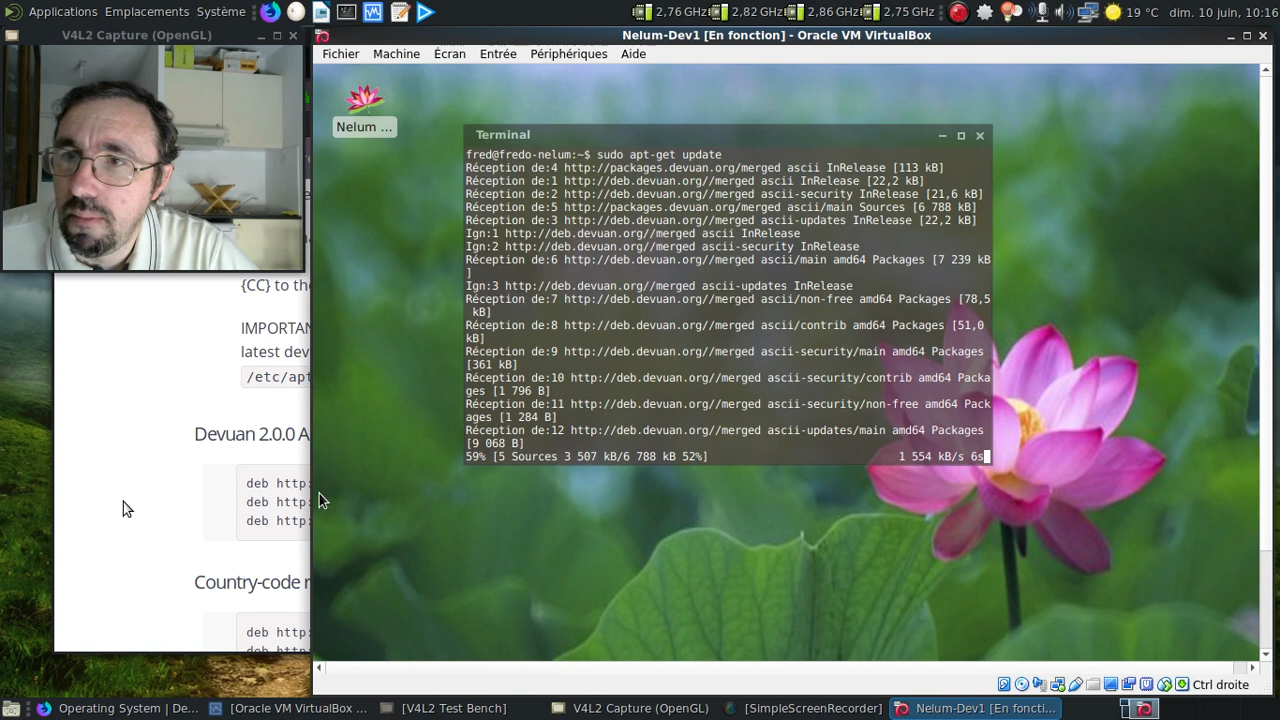 Applications Emplacements Système
2,76 GHz
2,75 GHz
19 °C
dim. 10 juin, 10:16
V4L2 Capture (OpenGL)
Nelum-Dev1 [En fonction] - Oracle VM VirtualBox
Fichier Machine Écran Entrée Périphériques Aide
Nelum ...
Terminal
fred@fredo-nelum:~$ sudo apt-get update
Réception de:4 http://packages.devuan.org/merged ascii InRelease [113 kB]
Réception de:1 http://deb.devuan.org//merged ascii InRelease [22,2 kB]
Réception de:2 http://deb.devuan.org//merged ascii-security InRelease [21,6 kB]
Réception de:5 http://packages.devuan.org/merged ascii/main Sources [6 788 kB]
Réception de:3 http://deb.devuan.org//merged ascii-updates InRelease [22,2 kB]
Ign:1 http://deb.devuan.org//merged ascii InRelease
Ign:2 http://deb.devuan.org//merged ascii-security InRelease
Réception de:6 http://deb.devuan.org//merged ascii/main amd64 Packages [7 239 kB
]
Ign:3 http://deb.devuan.org//merged ascii-updates InRelease
Réception de:7 http://deb.devuan.org//merged ascii/non-free amd64 Packages [78,5
kB]
Réception de:8 http://deb.devuan.org//merged ascii/contrib amd64 Packages [51,0
kB]
Réception de:9 http://deb.devuan.org//merged ascii-security/main amd64 Packages
[361 kB]
Réception de:10 http://deb.devuan.org//merged ascii-security/contrib amd64 Packa
ges [1 796 B]
Réception de:11 http://deb.devuan.org//merged ascii-security/non-free amd64 Pack
ages [1 284 B]
Réception de:12 http://deb.devuan.org//merged ascii-updates/main amd64 Packages
[9 068 B]
59% [5 Sources 3 507 kB/6 788 kB 52%] 1 554 kB/s 6s
{CC} to the
IMPORTAN
latest dev
/etc/apt
Devuan 2.0.0 A
deb http:
deb http:
deb http:
Country-code r
deb http:
deb http:
Ctrl droite
Operating System | De...
[Oracle VM VirtualBox ...
[V4L2 Test Bench]
V4L2 Capture (OpenGL)
[SimpleScreenRecorder]
Nelum-Dev1 [En foncti...